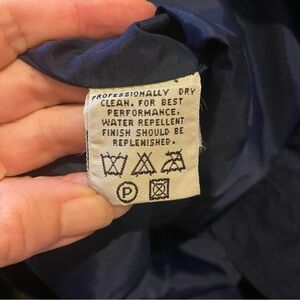 PROFESSIONALLY DRY
CLEAN. FOR BEST
PERFORMANCE.
WATER REPELLENT
FINISH SHOULD BE
REPLENISHED.
P